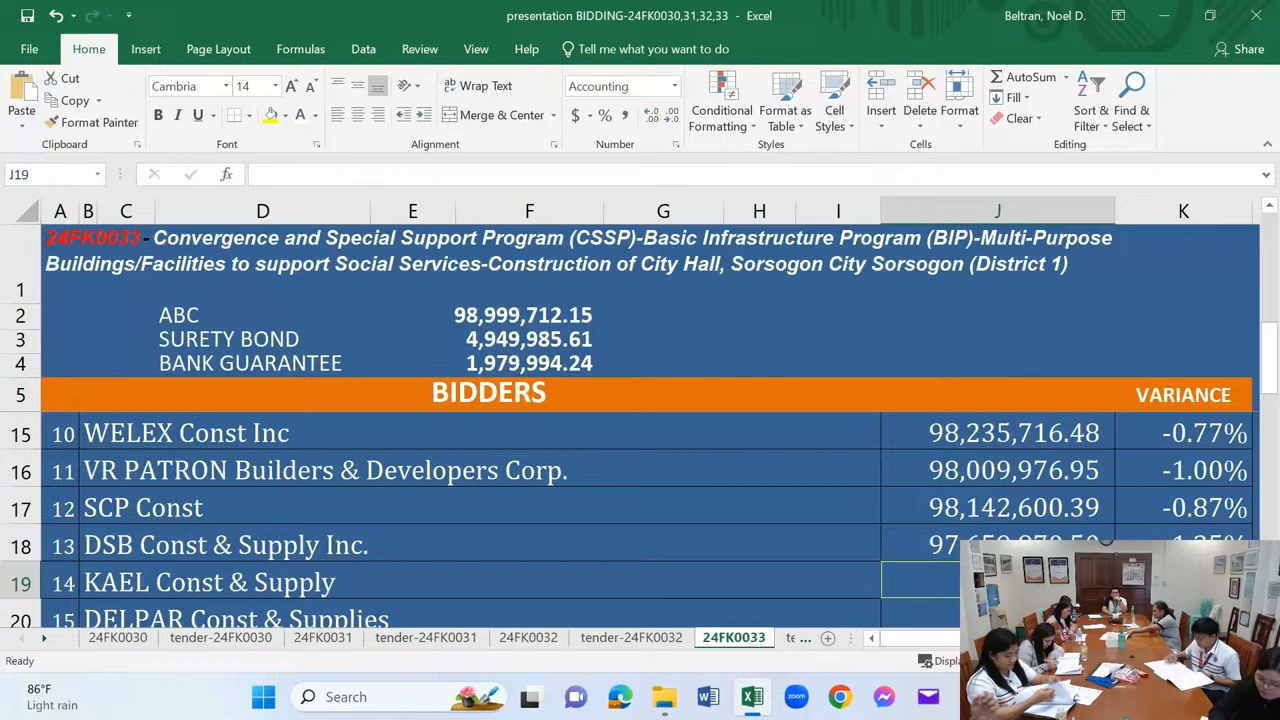 presentation BIDDING-24FK0030,31,32,33 - Excel
Beltran, Noel D.
File Home Insert Page Layout Formulas Data Review View Help Tell me what you want to do Share
Paste
Cut
Copy
Format Painter
Clipboard
Cambria 14
B I U
Font
Wrap Text
Merge & Center
Alignment
Accounting
$ % ,
Number
Conditional Formatting
Format as Table
Cell Styles
Styles
Insert
Delete
Format
Cells
AutoSum
Fill
Clear
Sort & Filter
Find & Select
Editing
J19
fx
A B C D E F G H I J K
24FK0033 - Convergence and Special Support Program (CSSP)-Basic Infrastructure Program (BIP)-Multi-Purpose
1 Buildings/Facilities to support Social Services-Construction of City Hall, Sorsogon City Sorsogon (District 1)
2 ABC 98,999,712.15
3 SURETY BOND 4,949,985.61
4 BANK GUARANTEE 1,979,994.24
5 BIDDERS VARIANCE
15 10 WELEX Const Inc 98,235,716.48 -0.77%
16 11 VR PATRON Builders & Developers Corp. 98,009,976.95 -1.00%
17 12 SCP Const 98,142,600.39 -0.87%
18 13 DSB Const & Supply Inc.
19 14 KAEL Const & Supply
20 15 DELPAR Const & Supplies
24FK0030 tender-24FK0030 24FK0031 tender-24FK0031 24FK0032 tender-24FK0032 24FK0033 te ...
Ready
86°F
Light rain
Search
zoom